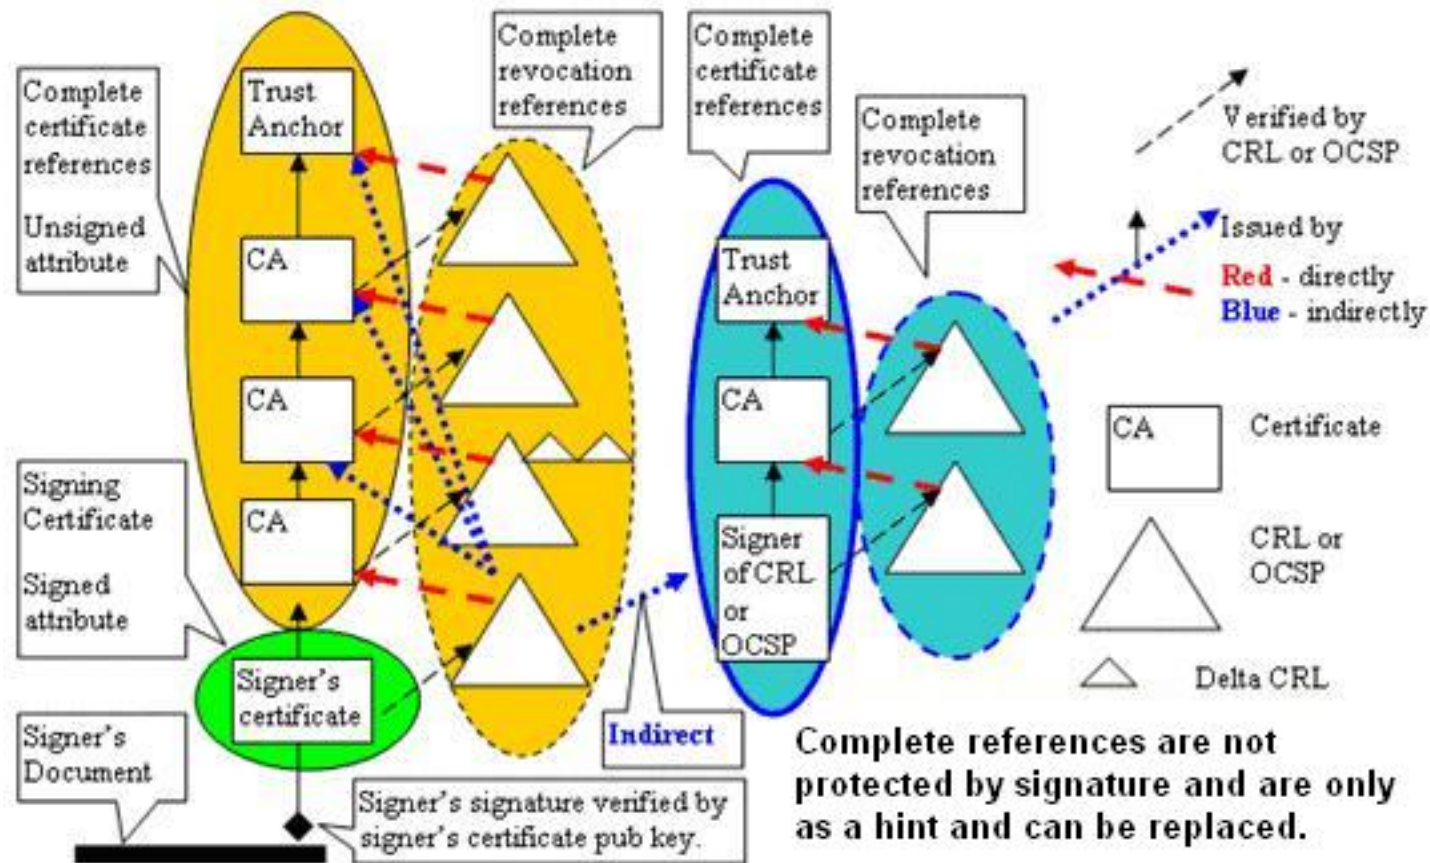 Complete
certificate
references
Unsigned
attribute
Trust
Anchor
CA
CA
CA
Signing
Certificate
Signed
attribute
Signer's
certificate
Signer's
Document
Signer's signature verified by
signer's certificate pub key.
Complete
revocation
references
Complete
certificate
references
Complete
revocation
references
Trust
Anchor
CA
Signer
of CRL
or
OCSP
Indirect
Verified by
CRL or OCSP
Issued by
Red - directly
Blue - indirectly
CA
Certificate
CRL or
OCSP
Delta CRL
Complete references are not
protected by signature and are only
as a hint and can be replaced.